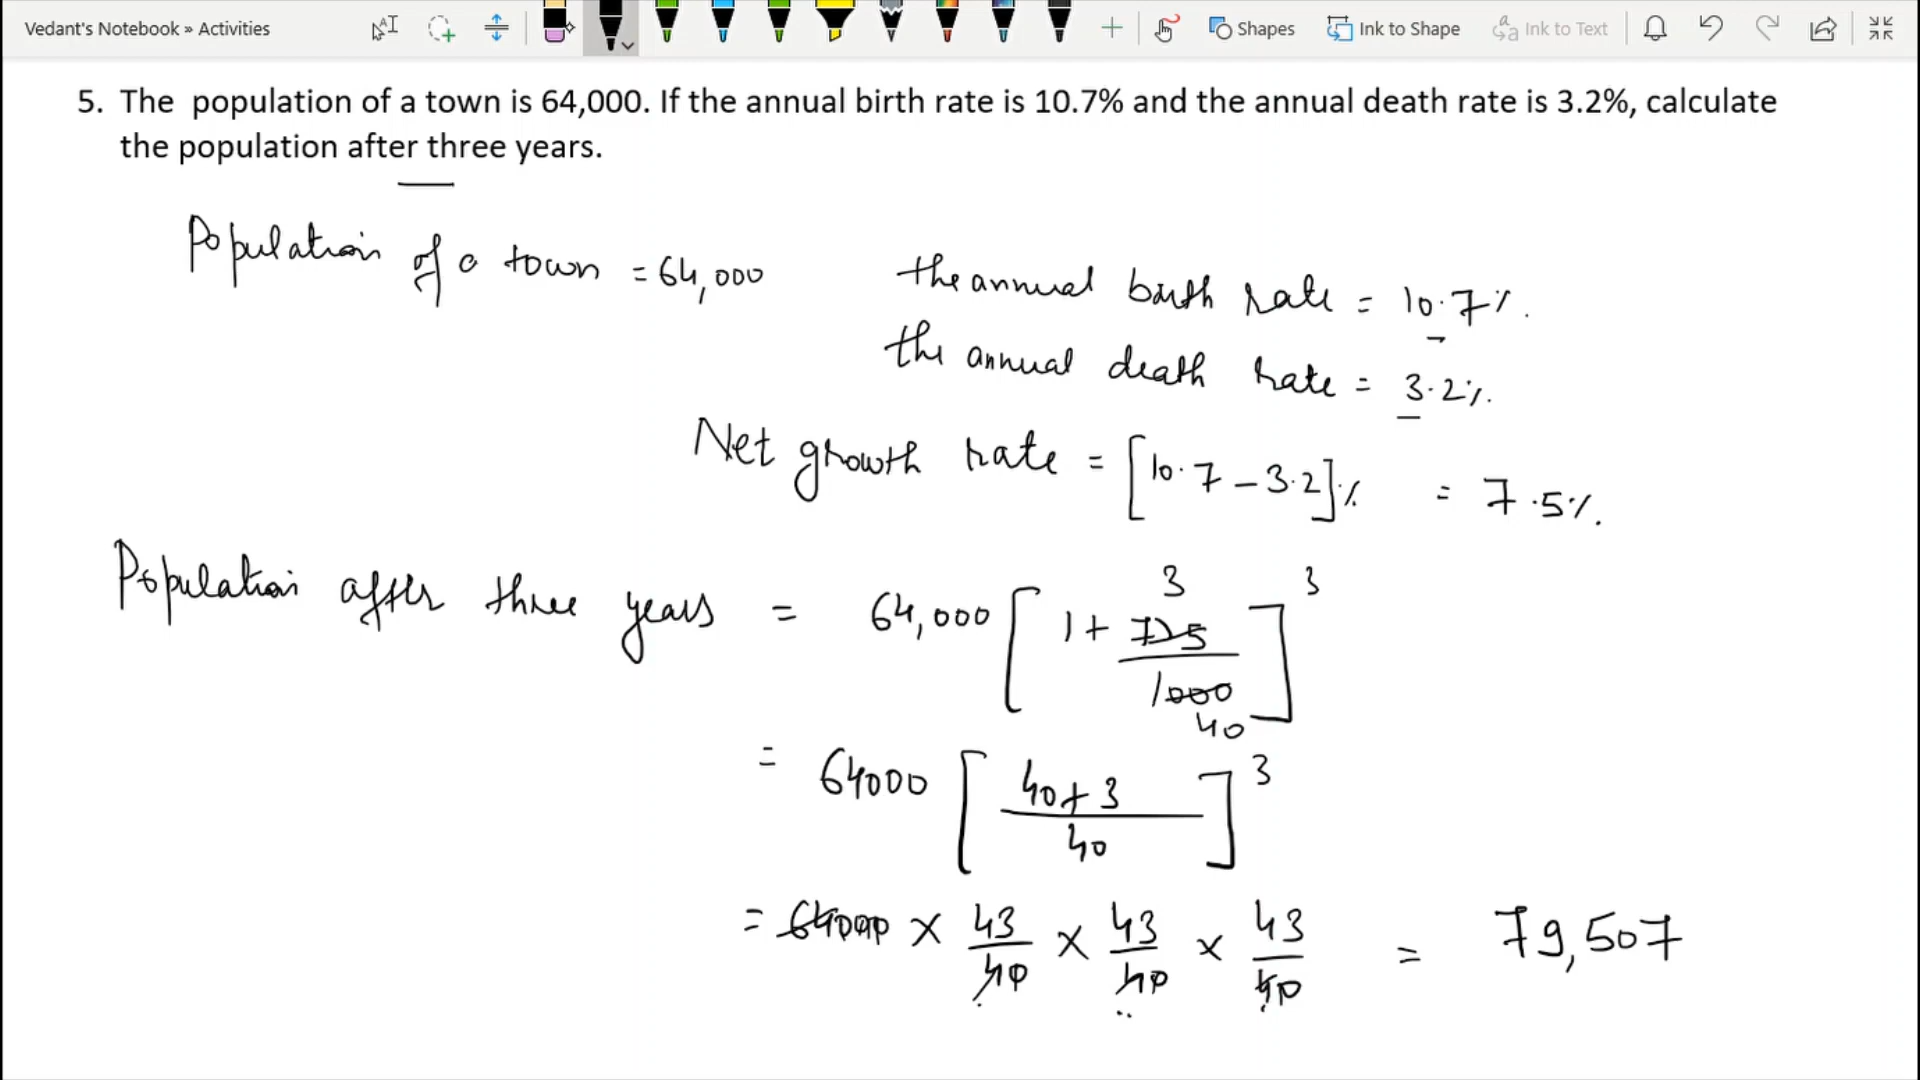 Vedant's Notebook » Activities
Shapes
Ink to Shape
Ink to Text
5. The population of a town is 64,000. If the annual birth rate is 10.7% and the annual death rate is 3.2%, calculate
the population after three years.
Population of a town = 64,000
the annual birth rate = 10.7%.
the annual death rate = 3.2%.
Net growth rate = [10.7 - 3.2]% = 7.5%.
Population after three years = 64,000 [1 + 75/1000]³
3
40
= 64000 [40+3/40]³
= 64000 × 43/40 × 43/40 × 43/40 = 79,507